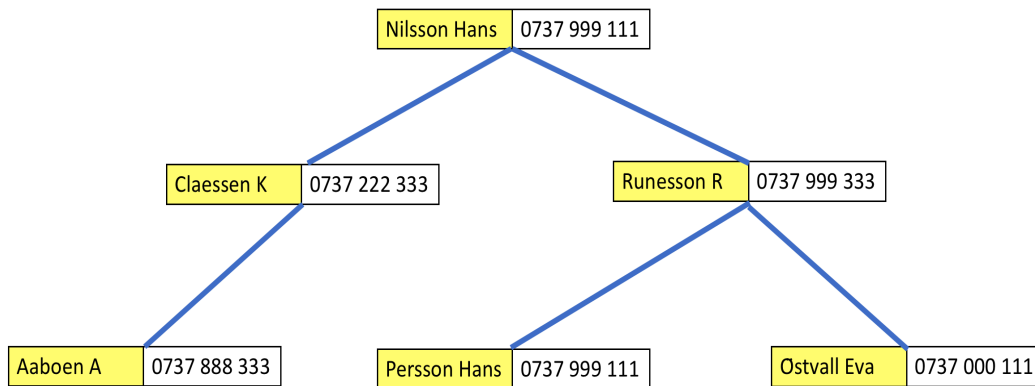 Nilsson Hans 0737 999 111
Claessen K 0737 222 333
Runesson R 0737 999 333
Aaboen A 0737 888 333
Persson Hans 0737 999 111
Östvall Eva 0737 000 111